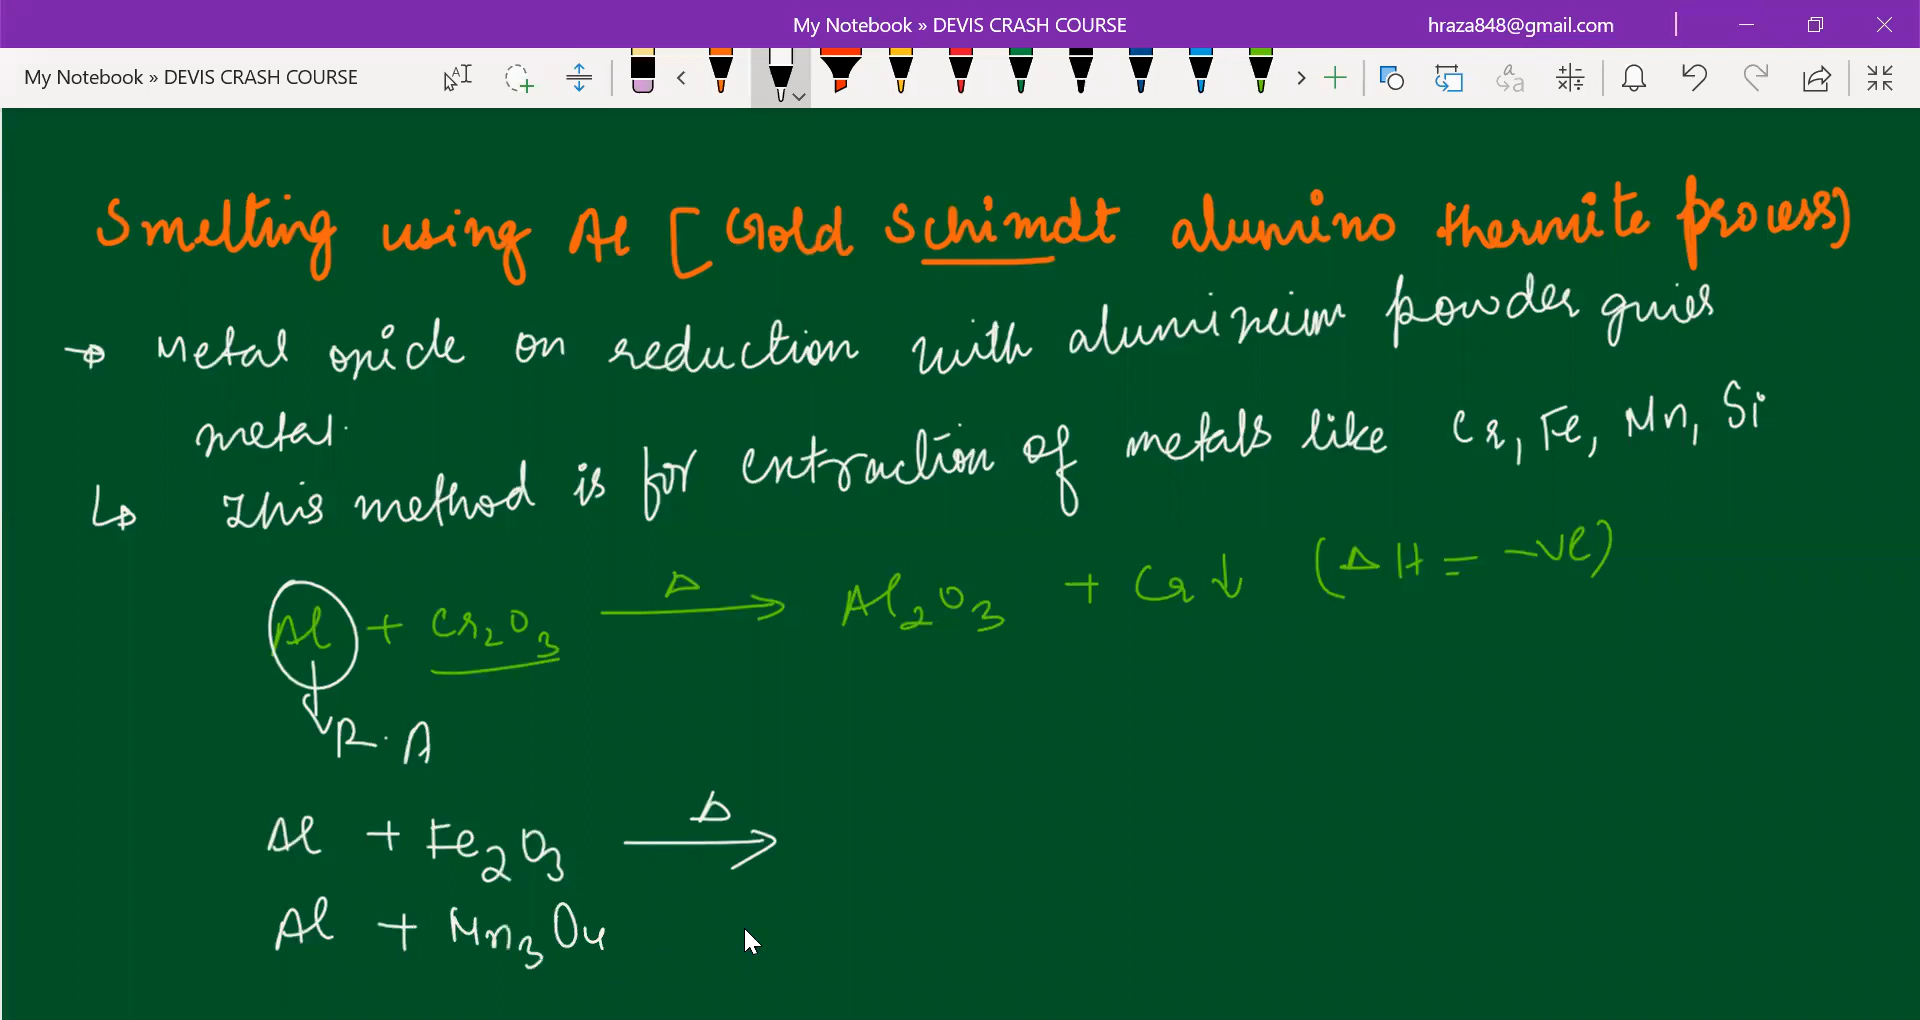 My Notebook » DEVIS CRASH COURSE
hraza848@gmail.com
My Notebook » DEVIS CRASH COURSE
Smelting using Al [Gold Schimdt alumino thermite process)
→ Metal oxide on reduction with aluminium powder gives
metal.
↳ This method is for extraction of metals like Cr, Fe, Mn, Si
Al + Cr₂O₃ —Δ→ Al₂O₃ + Cr↓ (ΔH = -ve)
R.A
Al + Fe₂O₃ —Δ→
Al + Mn₃O₄